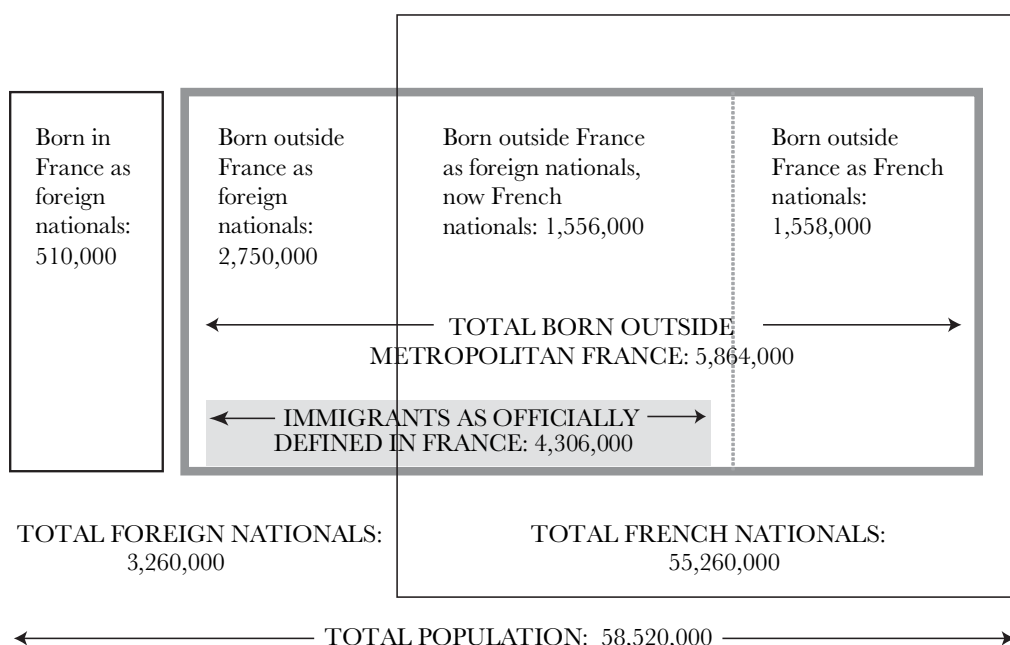 Born in
France as
foreign
nationals:
510,000
Born outside
France as
foreign
nationals:
2,750,000
Born outside France
as foreign nationals,
now French
nationals: 1,556,000
Born outside
France as French
nationals:
1,558,000
TOTAL BORN OUTSIDE
METROPOLITAN FRANCE: 5,864,000
IMMIGRANTS AS OFFICIALLY
DEFINED IN FRANCE: 4,306,000
TOTAL FOREIGN NATIONALS:
3,260,000
TOTAL FRENCH NATIONALS:
55,260,000
TOTAL POPULATION: 58,520,000